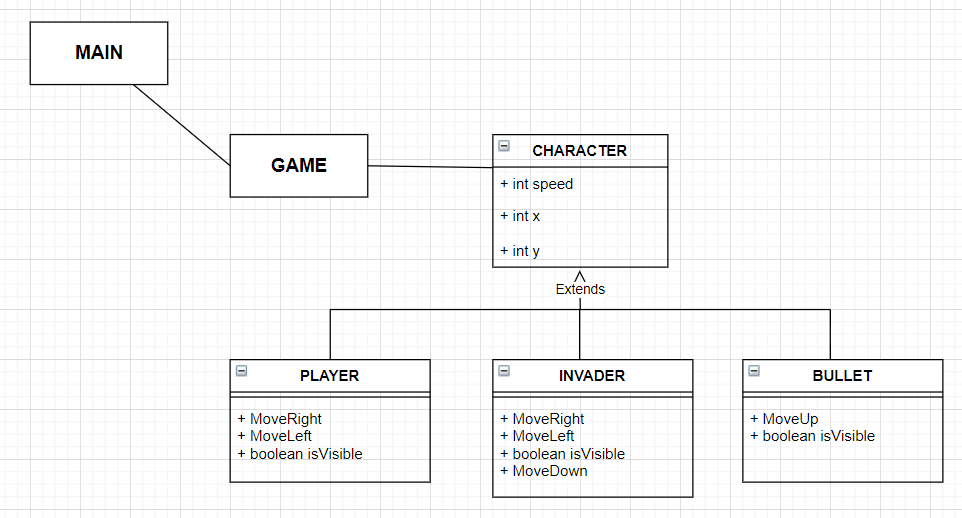 MAIN
GAME
CHARACTER
+ int speed
+ int x
+ int y
Extends
PLAYER
+ MoveRight
+ MoveLeft
+ boolean isVisible
INVADER
+ MoveRight
+ MoveLeft
+ boolean isVisible
+ MoveDown
BULLET
+ MoveUp
+ boolean isVisible